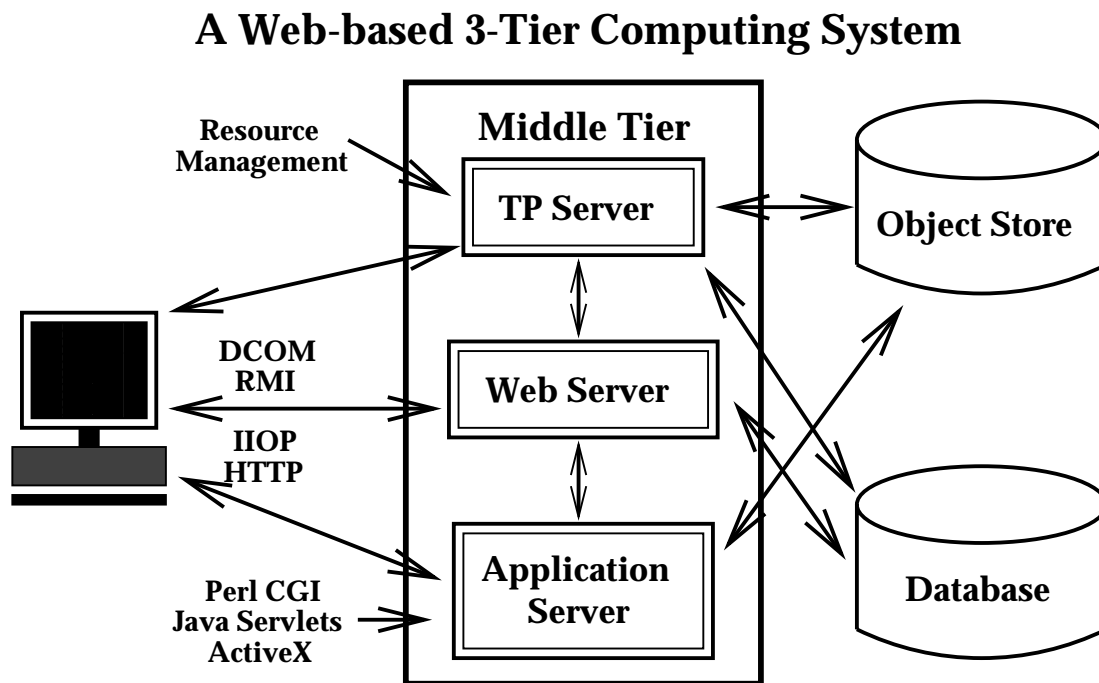 A Web-based 3-Tier Computing System
Resource
Management
Middle Tier
TP Server
Object Store
DCOM
RMI
Web Server
IIOP
HTTP
Perl CGI
Java Servlets
ActiveX
Application
Server
Database